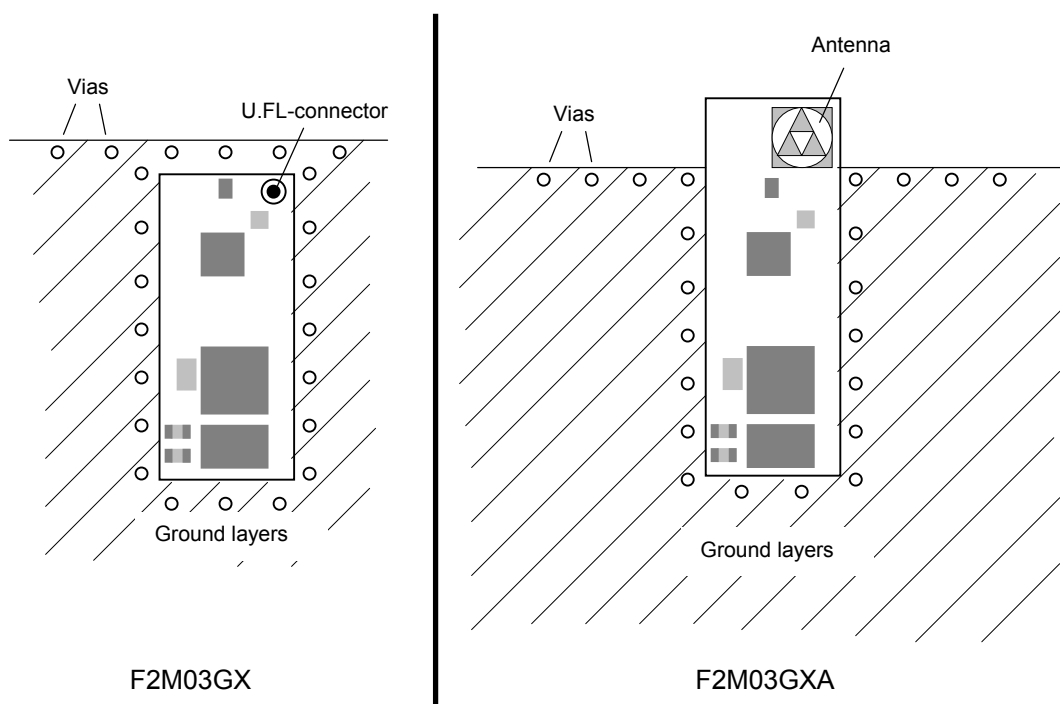 Vias
U.FL-connector
Ground layers
F2M03GX
Antenna
Vias
Ground layers
F2M03GXA